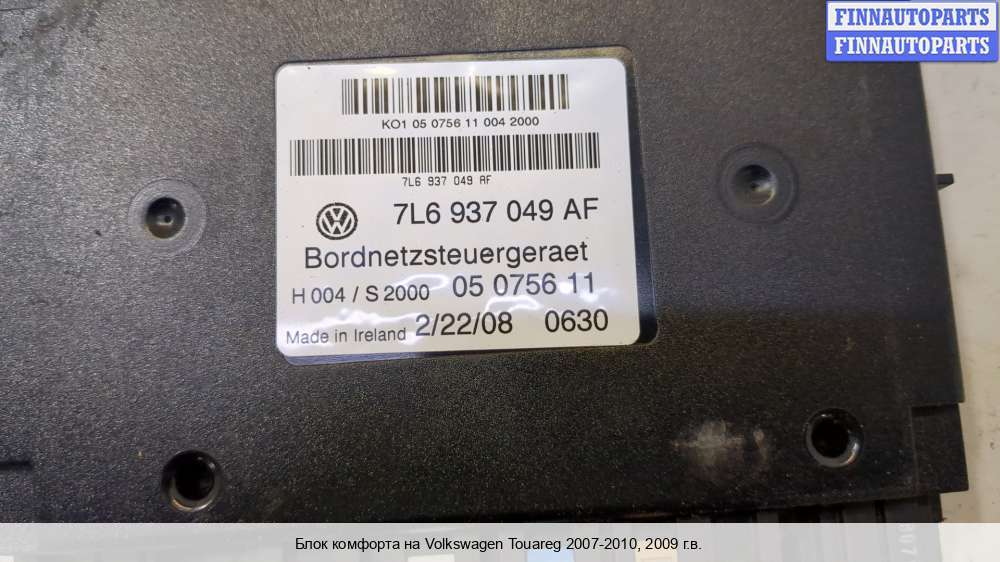 FINNAUTOPARTS
FINNAUTOPARTS
KO1 05 0756 11 004 2000
7L6 937 049 AF
7L6 937 049 AF
Bordnetzsteuergeraet
H 004 / S 2000 05 0756 11
Made in Ireland 2/22/08 0630
Блок комфорта на Volkswagen Touareg 2007-2010, 2009 г.в.